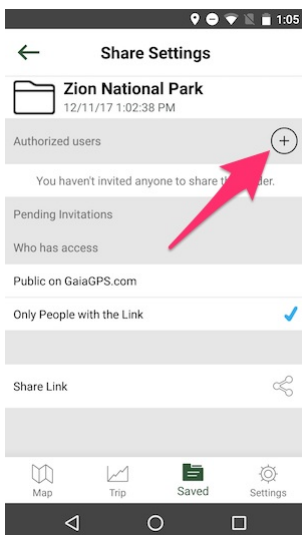 1:05
Share Settings
Zion National Park
12/11/17 1:02:38 PM
Authorized users
You haven't invited anyone to share der.
Pending Invitations
Who has access
Public on GaiaGPS.com
Only People with the Link
Share Link
Map Trip Saved Settings